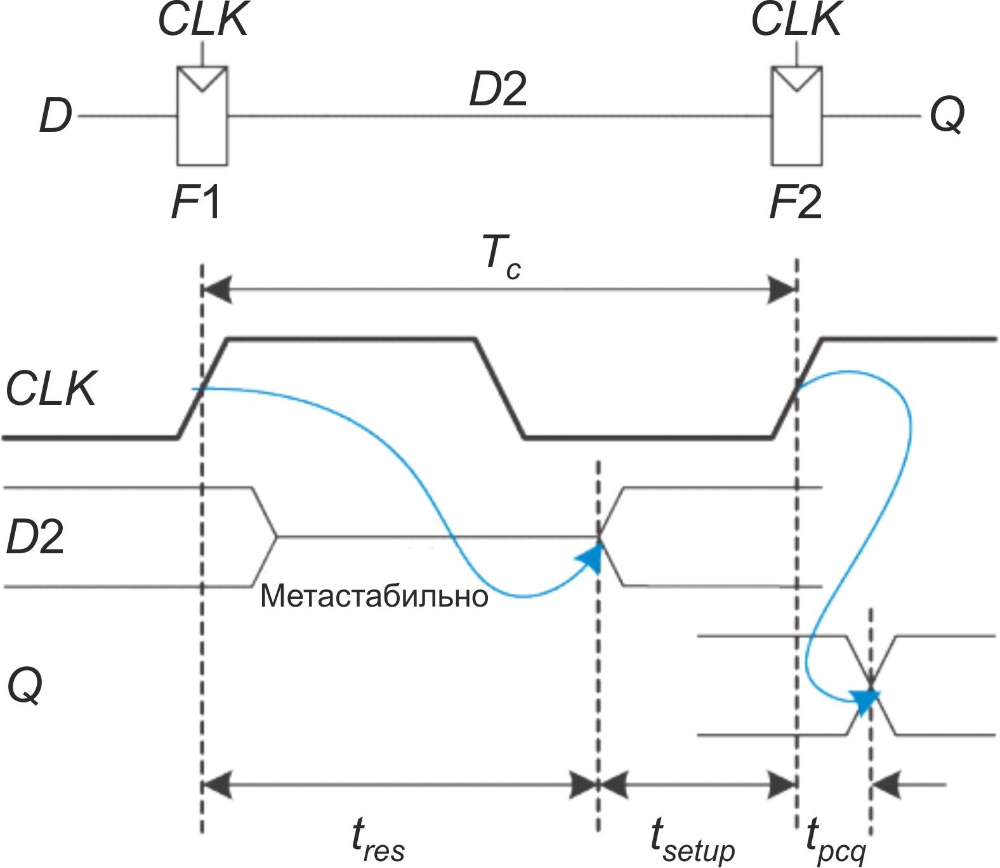 CLK CLK
D D2 Q
F1 F2
Tc
CLK
D2
Метастабильно
Q
tres tsetup tpcq